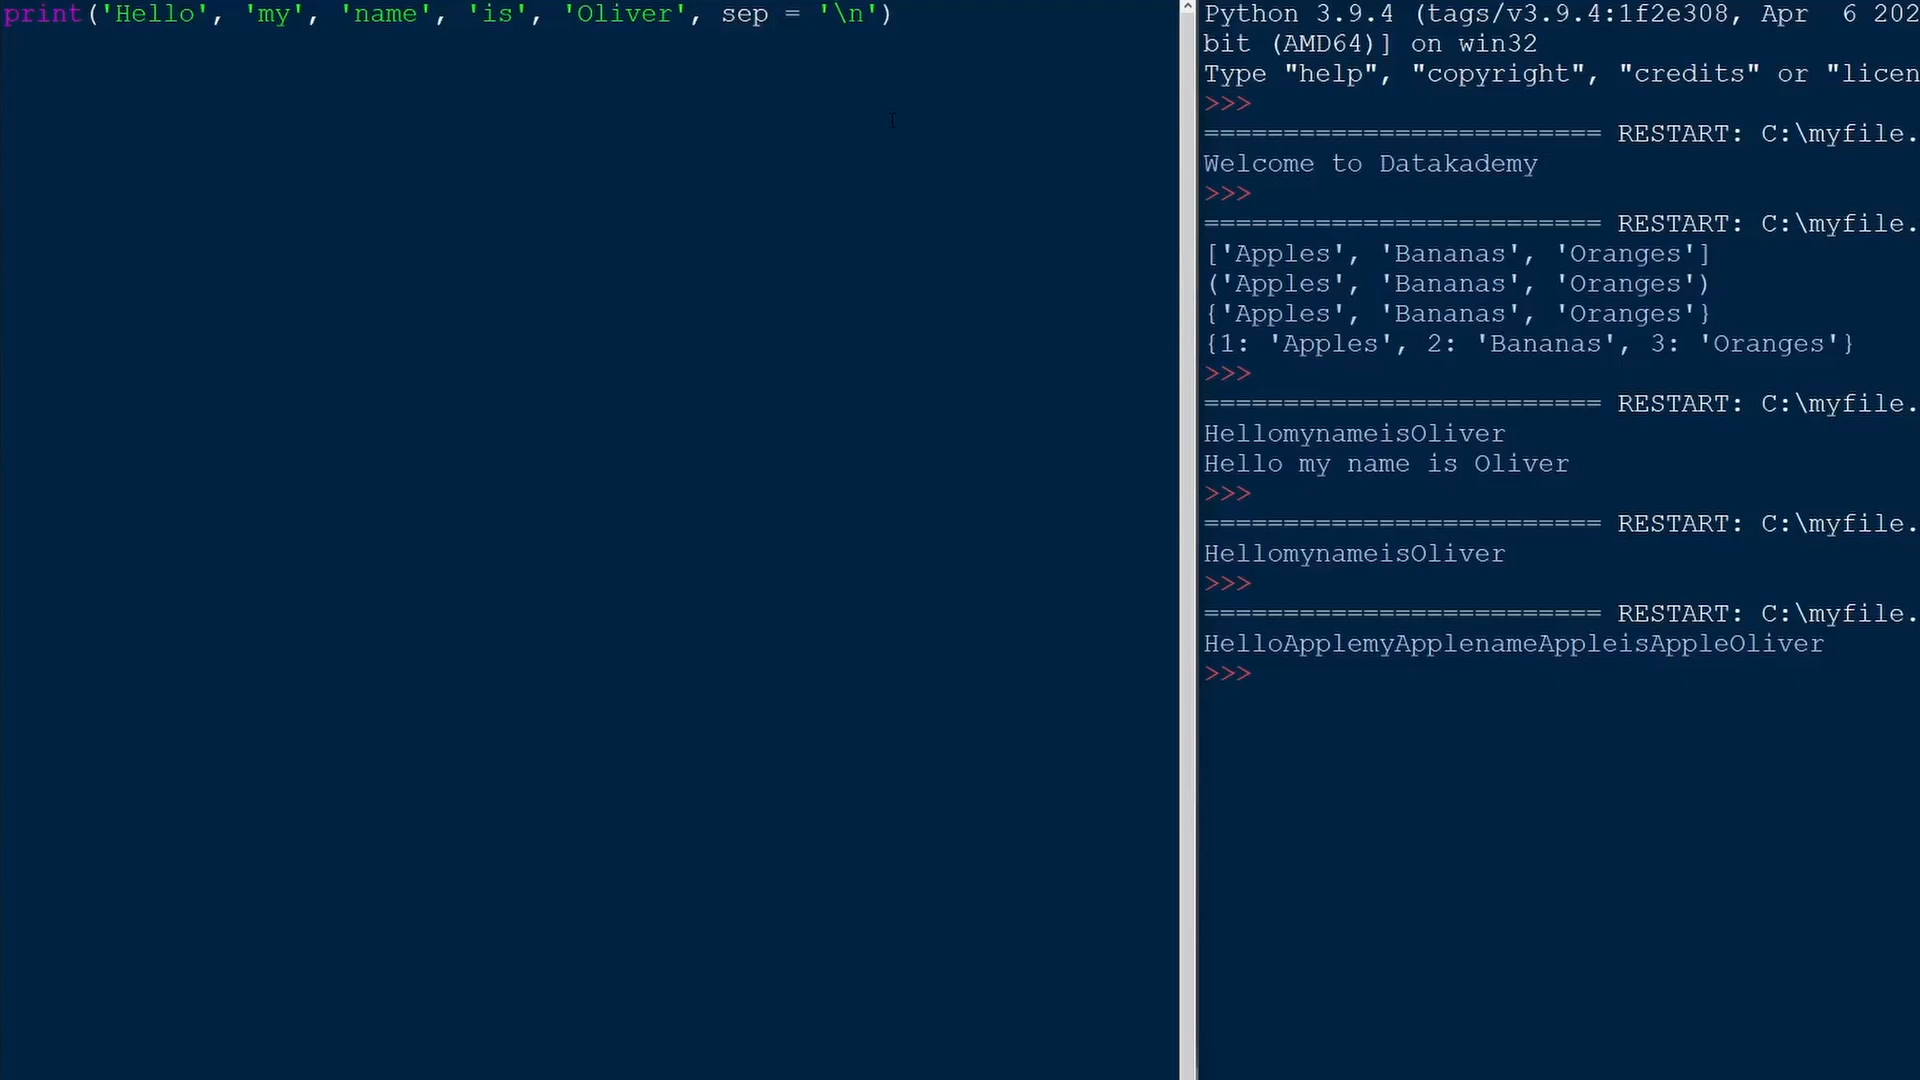 print('Hello', 'my', 'name', 'is', 'Oliver', sep = '\n')
Python 3.9.4 (tags/v3.9.4:1f2e308, Apr  6 202
bit (AMD64)] on win32
Type "help", "copyright", "credits" or "licen
>>>
========================= RESTART: C:\myfile.
Welcome to Datakademy
>>>
========================= RESTART: C:\myfile.
['Apples', 'Bananas', 'Oranges']
('Apples', 'Bananas', 'Oranges')
{'Apples', 'Bananas', 'Oranges'}
{1: 'Apples', 2: 'Bananas', 3: 'Oranges'}
>>>
========================= RESTART: C:\myfile.
HellomynameisOliver
Hello my name is Oliver
>>>
========================= RESTART: C:\myfile.
HellomynameisOliver
>>>
========================= RESTART: C:\myfile.
HelloApplemyApplenameAppleisAppleOliver
>>>